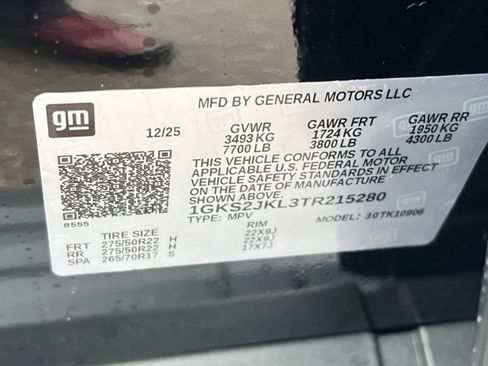 MFD BY GENERAL MOTORS LLC
gm
12/25 GVWR GAWR FRT GAWR RR
3493 KG 1724 KG 1950 KG
7700 LB 3800 LB 4300 LB
THIS VEHICLE CONFORMS TO ALL
APPLICABLE U.S. FEDERAL MOTOR
VEHICLE SAFETY STANDARDS IN EFFECT
ON THE DATE OF MANUFACTURE
SHOWN ABOVE.
8555
1GKS2JKL3TR215280
TYPE: MPV MODEL: 30TK10906
TIRE SIZE RIM
FRT 275/50R22 H 22X9J
RR 275/50R22 H 22X9J
SPA 265/70R17 S 17X7J